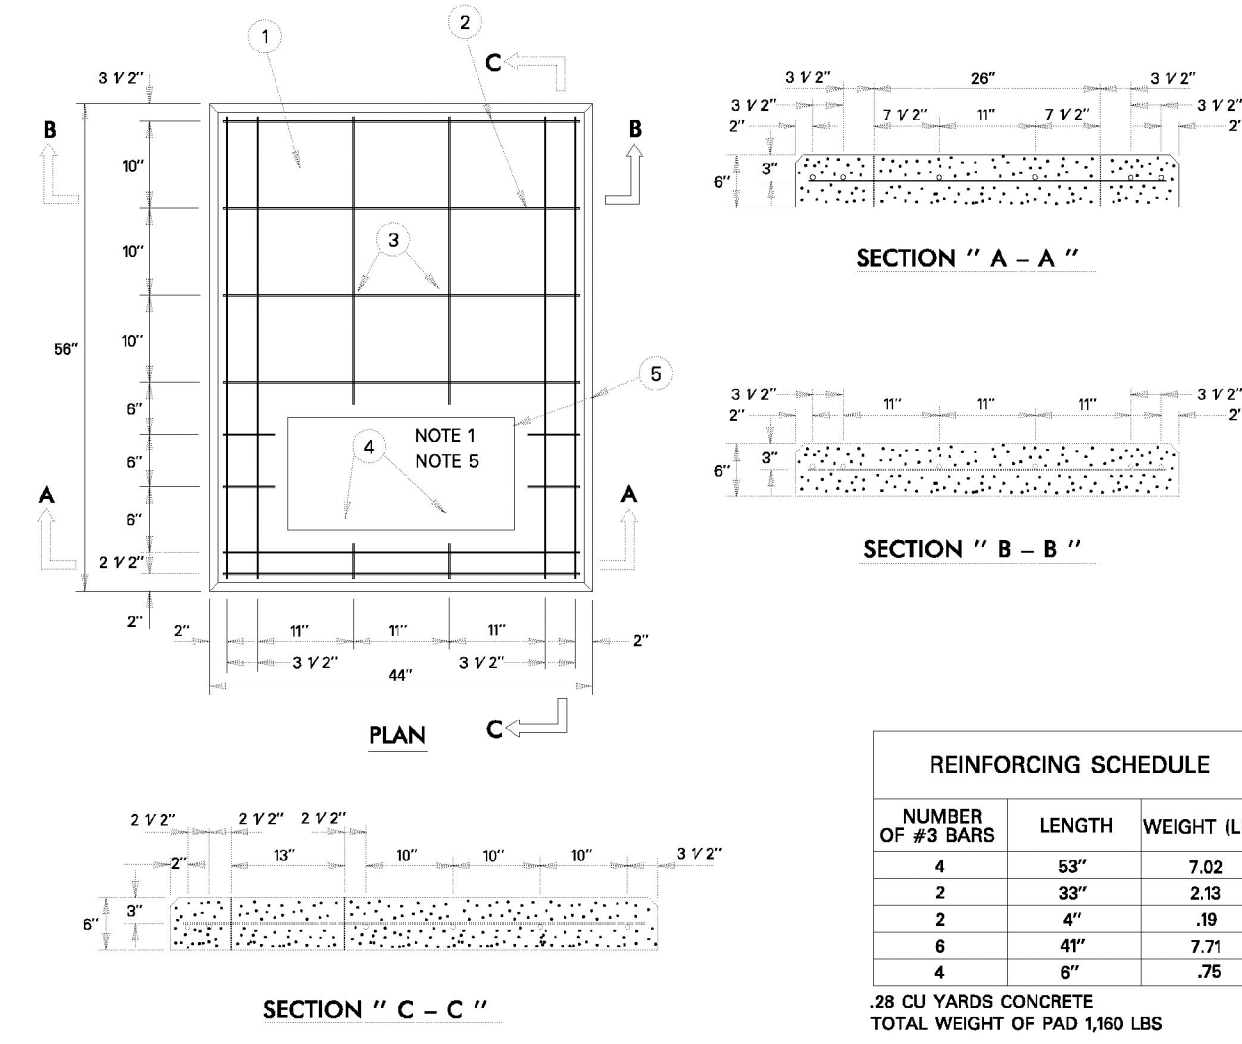 1
2
C
3 1/2"
B
B
10"
10"
3
10"
56"
5
6"
NOTE 1
4
NOTE 5
6"
A
A
6"
2 1/2"
2"
2"
11"
11"
11"
2"
3 1/2"
3 1/2"
44"
PLAN
C
3 1/2"
26"
3 1/2"
3 1/2"
3 1/2"
2"
7 1/2"
11"
7 1/2"
2'
6"
3"
SECTION " A – A "
3 1/2"
3 1/2"
2"
11"
11"
11"
2'
3"
6"
SECTION " B – B "
2 1/2"
2 1/2"
2 1/2"
2"
13"
10"
10"
10"
3 1/2"
3"
6"
SECTION " C – C "
REINFORCING SCHEDULE
NUMBER
OF #3 BARS
LENGTH
WEIGHT (L
4 53" 7.02
2 33" 2.13
2 4" .19
6 41" 7.71
4 6" .75
.28 CU YARDS CONCRETE
TOTAL WEIGHT OF PAD 1,160 LBS